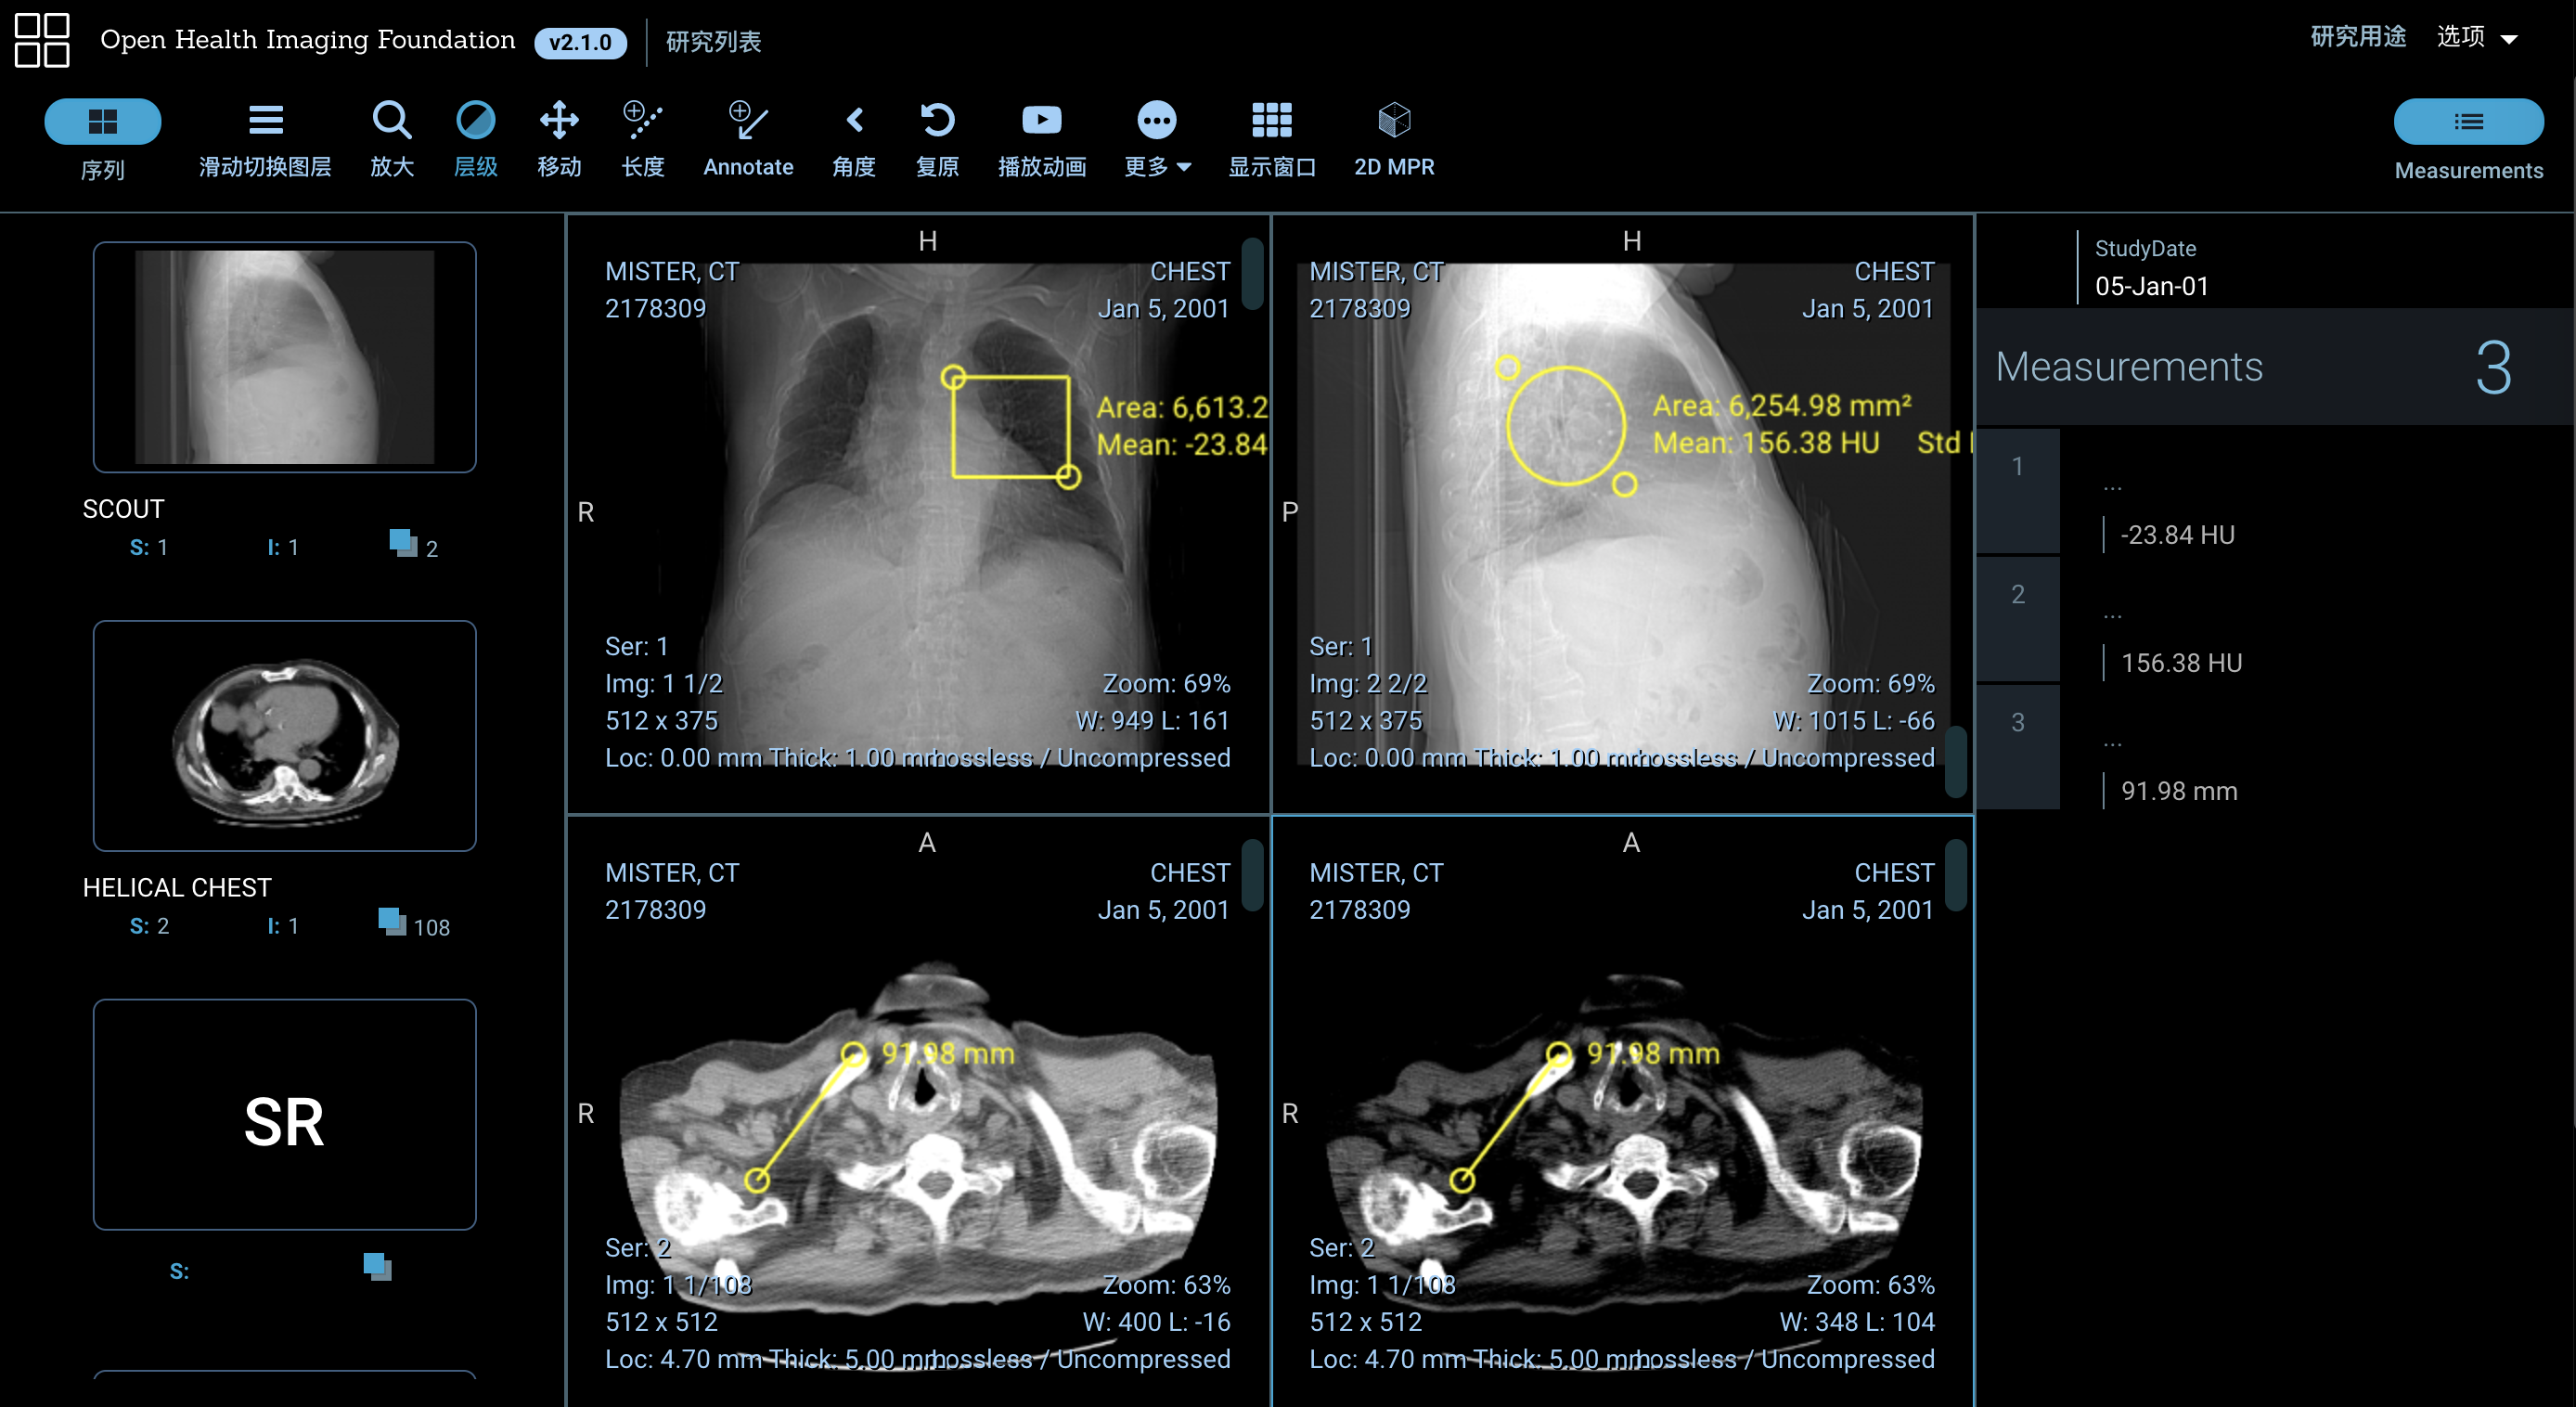 Open Health Imaging Foundation v2.1.0 研究列表
研究用途 选项
序列
滑动切换图层
放大
层级
移动
长度
Annotate
角度
复原
播放动画
更多
显示窗口
2D MPR
Measurements
SCOUT
S: 1 I: 1 2
HELICAL CHEST
S: 2 I: 1 108
SR
S:
H
MISTER, CT
2178309
CHEST
Jan 5, 2001
Area: 6,613.2
Mean: -23.84
R
Ser: 1
Img: 1 1/2
512 x 375
Loc: 0.00 mm Thick: 1.00 mm
Zoom: 69%
W: 949 L: 161
Lossless / Uncompressed
H
MISTER, CT
2178309
CHEST
Jan 5, 2001
Area: 6,254.98 mm²
Mean: 156.38 HU Std
P
Ser: 1
Img: 2 2/2
512 x 375
Loc: 0.00 mm Thick: 1.00 mm
Zoom: 69%
W: 1015 L: -66
Lossless / Uncompressed
A
MISTER, CT
2178309
CHEST
Jan 5, 2001
91.98 mm
R
Ser: 2
Img: 1 1/108
512 x 512
Loc: 4.70 mm Thick: 5.00 mm
Zoom: 63%
W: 400 L: -16
Lossless / Uncompressed
A
MISTER, CT
2178309
CHEST
Jan 5, 2001
91.98 mm
R
Ser: 2
Img: 1 1/108
512 x 512
Loc: 4.70 mm Thick: 5.00 mm
Zoom: 63%
W: 348 L: 104
Lossless / Uncompressed
StudyDate
05-Jan-01
Measurements 3
1
...
-23.84 HU
2
...
156.38 HU
3
...
91.98 mm